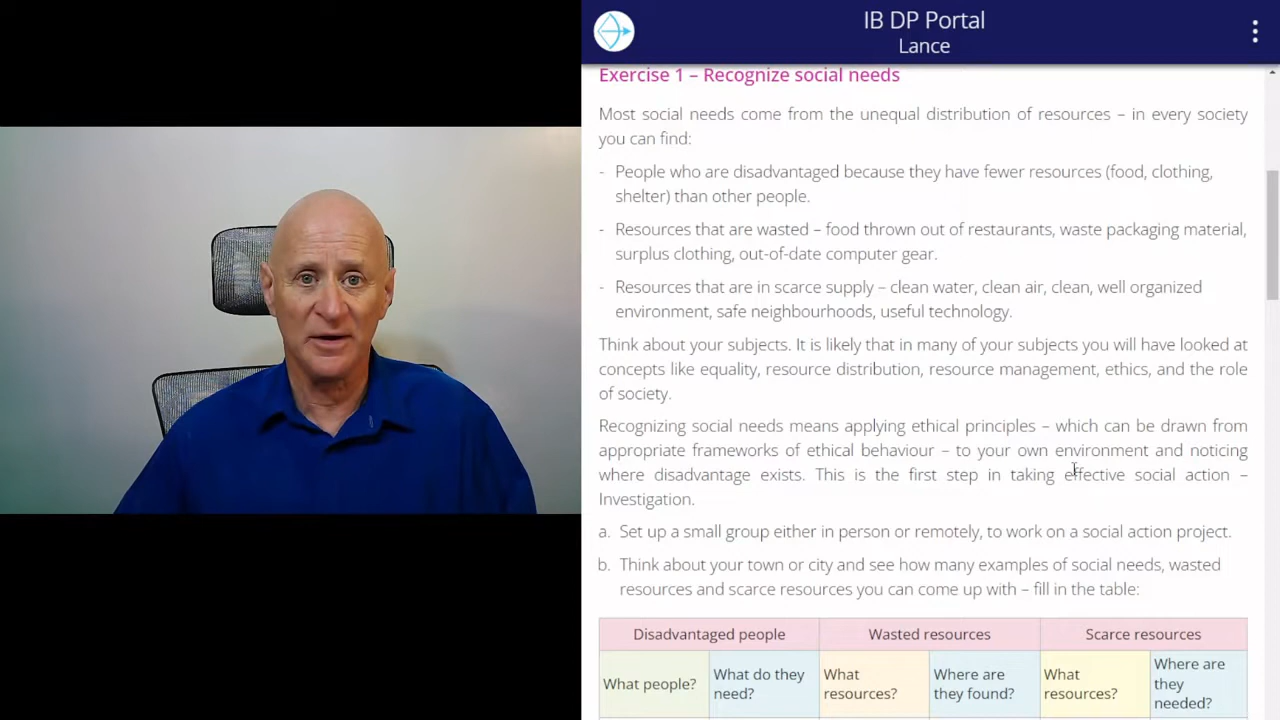 IB DP Portal
Lance
Exercise 1 – Recognize social needs
Most social needs come from the unequal distribution of resources – in every society
you can find:
- People who are disadvantaged because they have fewer resources (food, clothing,
shelter) than other people.
- Resources that are wasted – food thrown out of restaurants, waste packaging material,
surplus clothing, out-of-date computer gear.
- Resources that are in scarce supply – clean water, clean air, clean, well organized
environment, safe neighbourhoods, useful technology.
Think about your subjects. It is likely that in many of your subjects you will have looked at
concepts like equality, resource distribution, resource management, ethics, and the role
of society.
Recognizing social needs means applying ethical principles – which can be drawn from
appropriate frameworks of ethical behaviour – to your own environment and noticing
where disadvantage exists. This is the first step in taking effective social action –
Investigation.
a. Set up a small group either in person or remotely, to work on a social action project.
b. Think about your town or city and see how many examples of social needs, wasted
resources and scarce resources you can come up with – fill in the table:
Disadvantaged people
Wasted resources
Scarce resources
What people?
What do they
need?
What
resources?
Where are
they found?
What
resources?
Where are
they
needed?